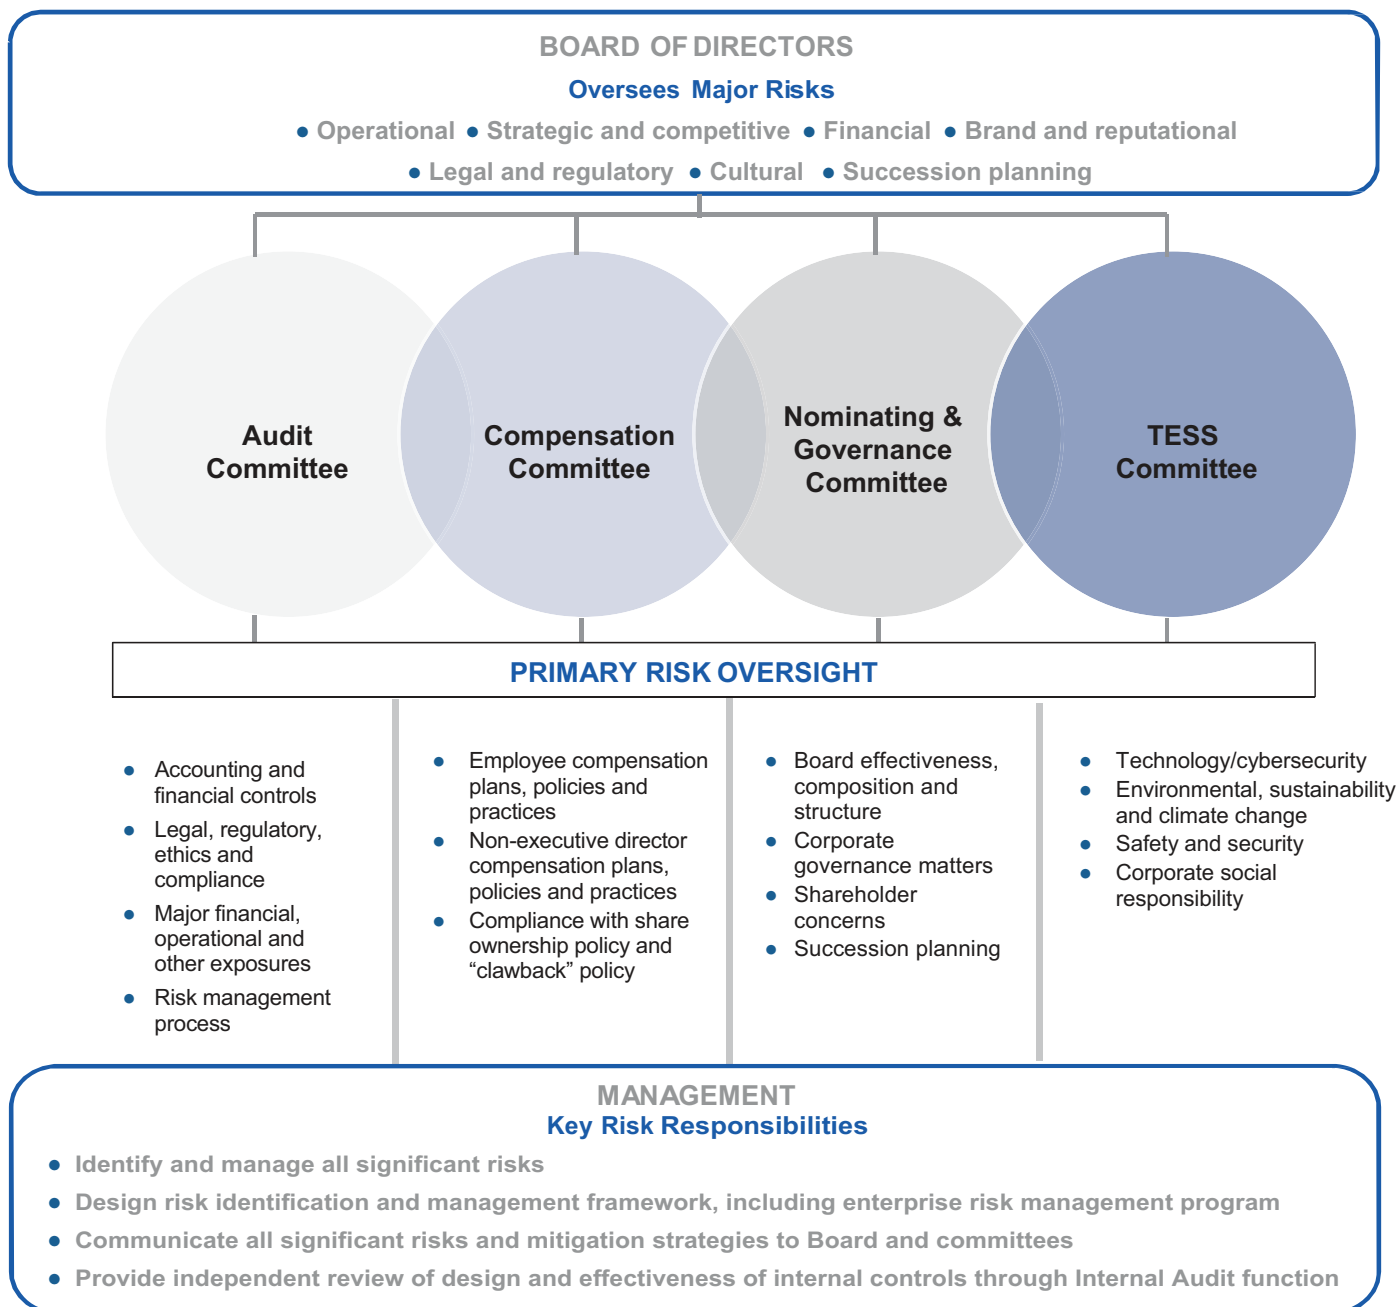 BOARD OF DIRECTORS
Oversees Major Risks
● Operational ● Strategic and competitive ● Financial ● Brand and reputational
● Legal and regulatory ● Cultural ● Succession planning
Audit
Committee
Compensation
Committee
Nominating &
Governance
Committee
TESS
Committee
PRIMARY RISK OVERSIGHT
● Accounting and
financial controls
● Legal, regulatory,
ethics and
compliance
● Major financial,
operational and
other exposures
● Risk management
process
● Employee compensation
plans, policies and
practices
● Non-executive director
compensation plans,
policies and practices
● Compliance with share
ownership policy and
“clawback” policy
● Board effectiveness,
composition and
structure
● Corporate
governance matters
● Shareholder
concerns
● Succession planning
● Technology/cybersecurity
● Environmental, sustainability
and climate change
● Safety and security
● Corporate social
responsibility
MANAGEMENT
Key Risk Responsibilities
● Identify and manage all significant risks
● Design risk identification and management framework, including enterprise risk management program
● Communicate all significant risks and mitigation strategies to Board and committees
● Provide independent review of design and effectiveness of internal controls through Internal Audit function